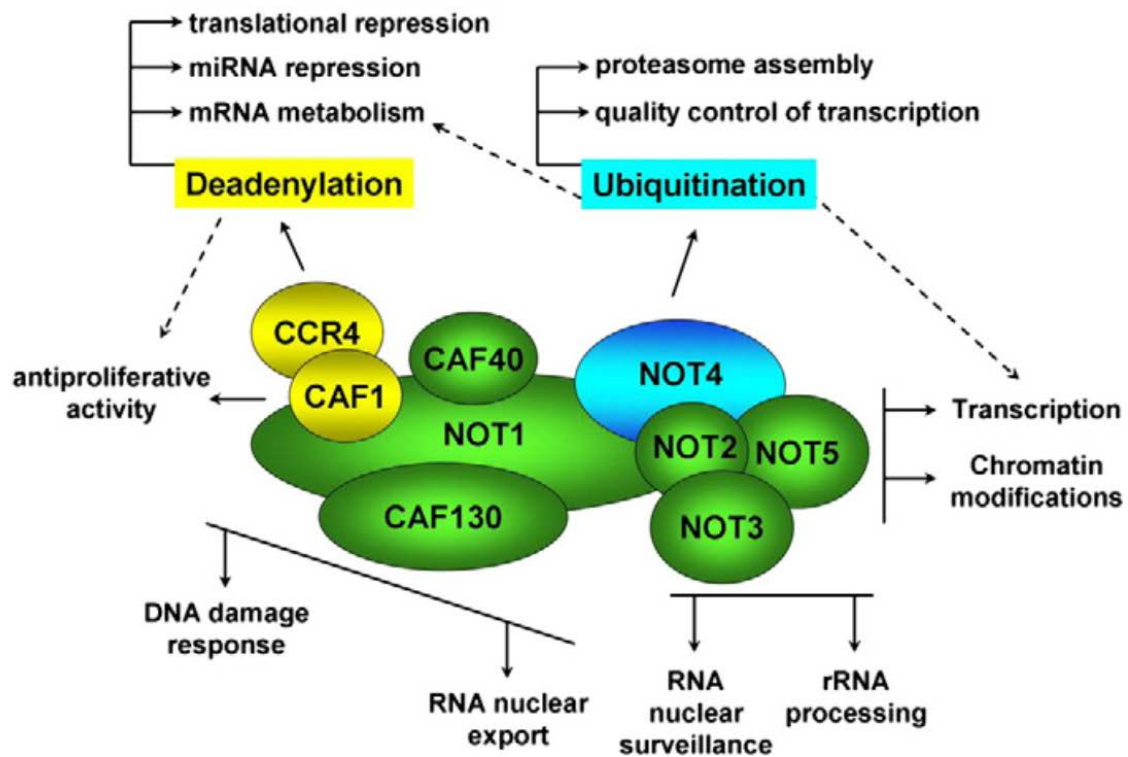 translational repression
miRNA repression
mRNA metabolism
proteasome assembly
quality control of transcription
Deadenylation
Ubiquitination
CCR4
CAF1
CAF40
NOT4
NOT1
NOT2
NOT5
CAF130
NOT3
antiproliferative
activity
Transcription
Chromatin
modifications
DNA damage
response
RNA nuclear
export
RNA
nuclear
surveillance
rRNA
processing